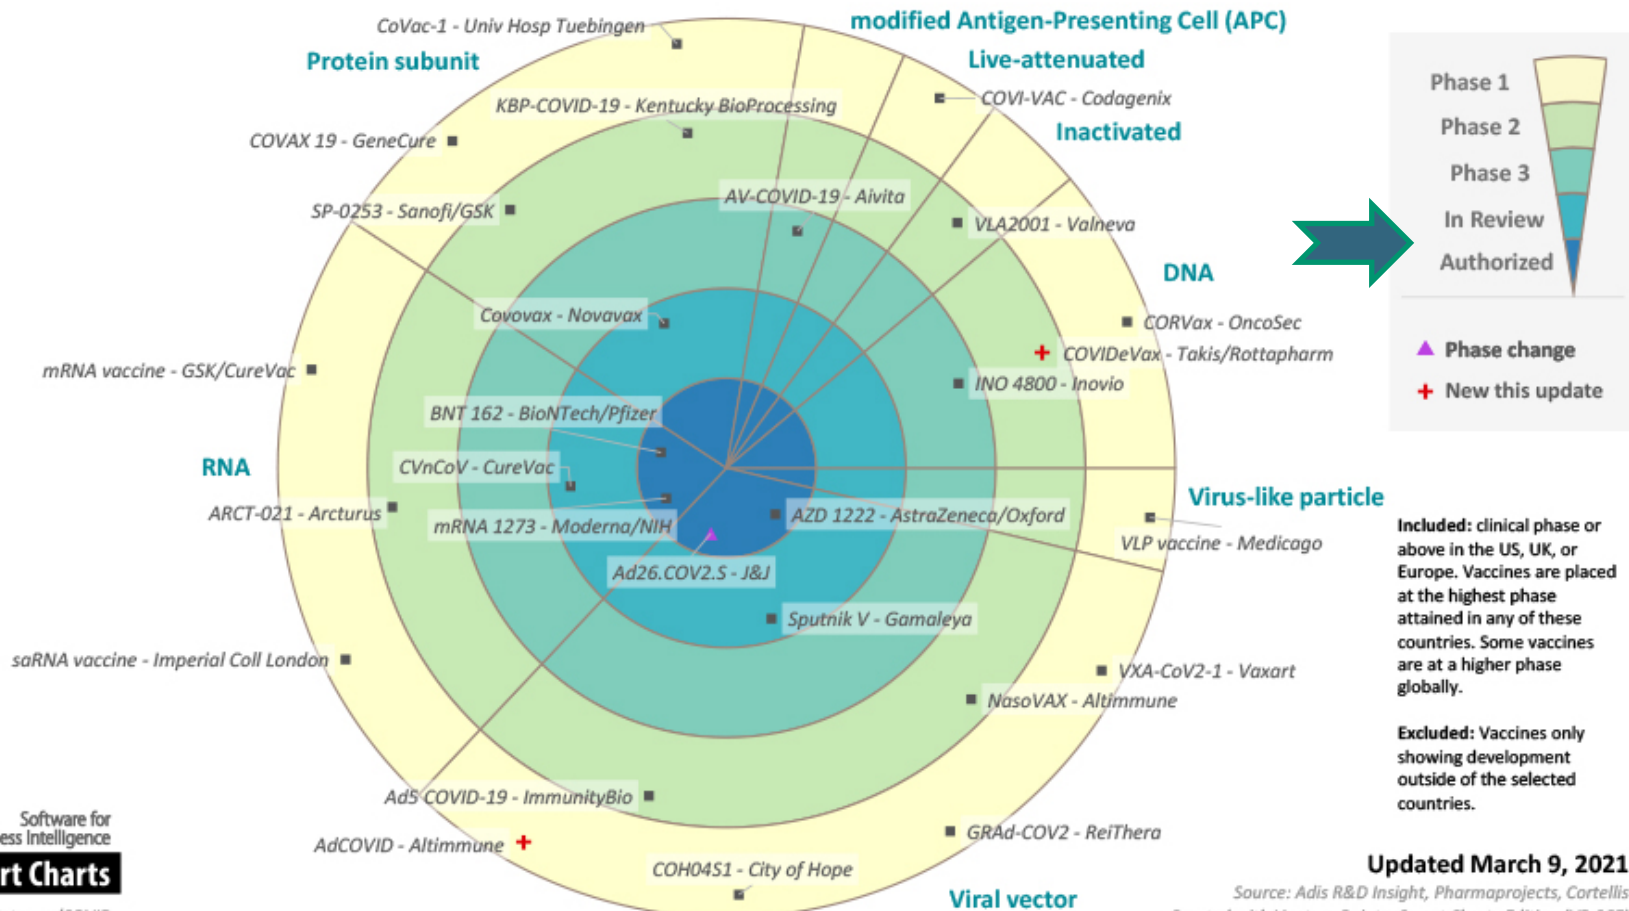 CoVac-1 - Univ Hosp Tuebingen
modified Antigen-Presenting Cell (APC)
Protein subunit
Live-attenuated
COVI-VAC - Codagenix
KBP-COVID-19 - Kentucky BioProcessing
Inactivated
COVAX 19 - GeneCure
AV-COVID-19 - Aivita
SP-0253 - Sanofi/GSK
VLA2001 - Valneva
DNA
Covovax - Novavax
CORVax - OncoSec
COVIDeVax - Takis/Rottapharm
mRNA vaccine - GSK/CureVac
INO 4800 - Inovio
BNT 162 - BioNTech/Pfizer
RNA
CVnCoV - CureVac
Virus-like particle
ARCT-021 - Arcturus
mRNA 1273 - Moderna/NIH
AZD 1222 - AstraZeneca/Oxford
VLP vaccine - Medicago
Ad26.COV2.S - J&J
Sputnik V - Gamaleya
saRNA vaccine - Imperial Coll London
VXA-CoV2-1 - Vaxart
NasoVAX - Altimmune
Ad5 COVID-19 - ImmunityBio
AdCOVID - Altimmune
GRAd-COV2 - ReiThera
COH04S1 - City of Hope
Viral vector
Phase 1
Phase 2
Phase 3
In Review
Authorized
Phase change
New this update
Included: clinical phase or
above in the US, UK, or
Europe. Vaccines are placed
at the highest phase
attained in any of these
countries. Some vaccines
are at a higher phase
globally.
Excluded: Vaccines only
showing development
outside of the selected
countries.
Software for
ess Intelligence
rt Charts
Updated March 9, 2021
Source: Adis R&D Insight, Pharmaprojects, Cortellis